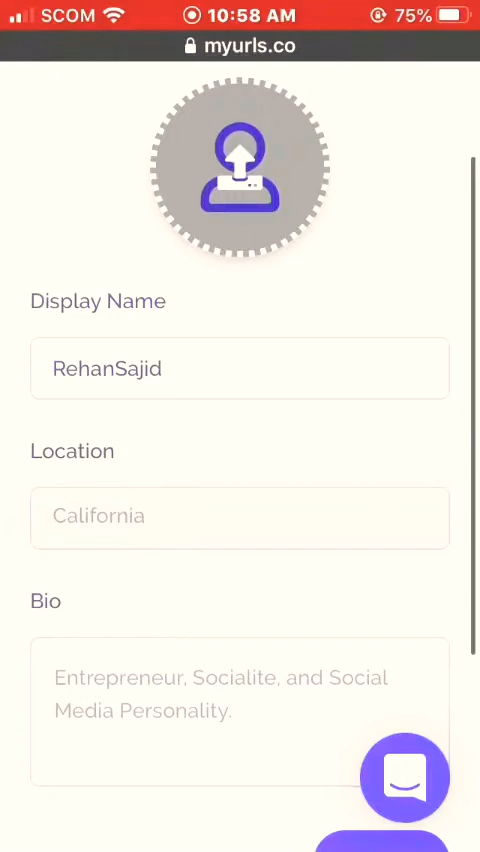 SCOM 10:58 AM 75%
myurls.co
Display Name
RehanSajid
Location
California
Bio
Entrepreneur, Socialite, and Social
Media Personality.